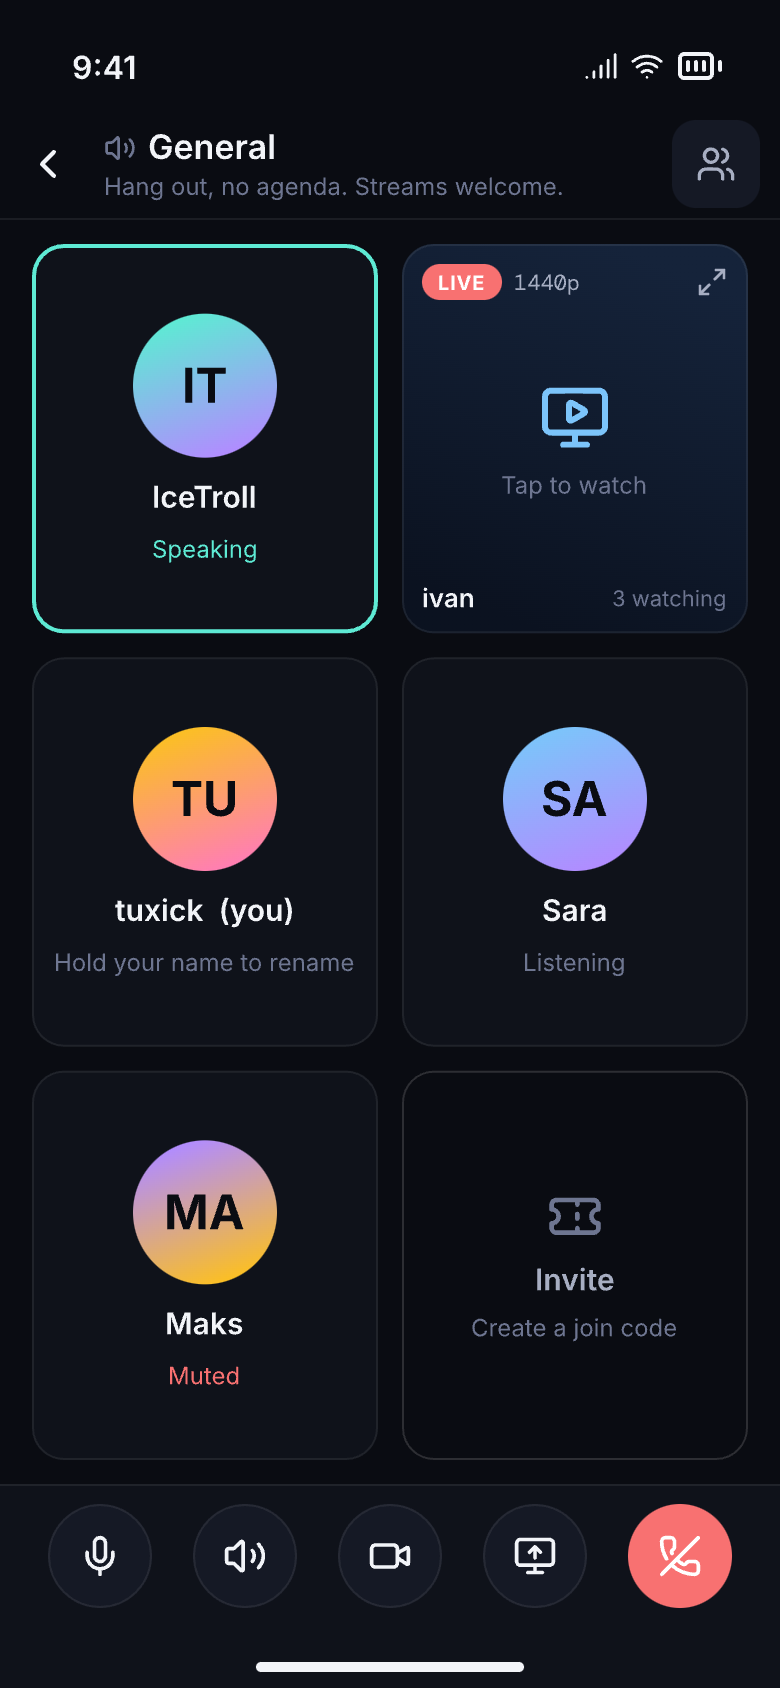 9:41
General
Hang out, no agenda. Streams welcome.
IT
IceTroll
Speaking
LIVE 1440p
Tap to watch
ivan 3 watching
TU
tuxick (you)
Hold your name to rename
SA
Sara
Listening
MA
Maks
Muted
Invite
Create a join code